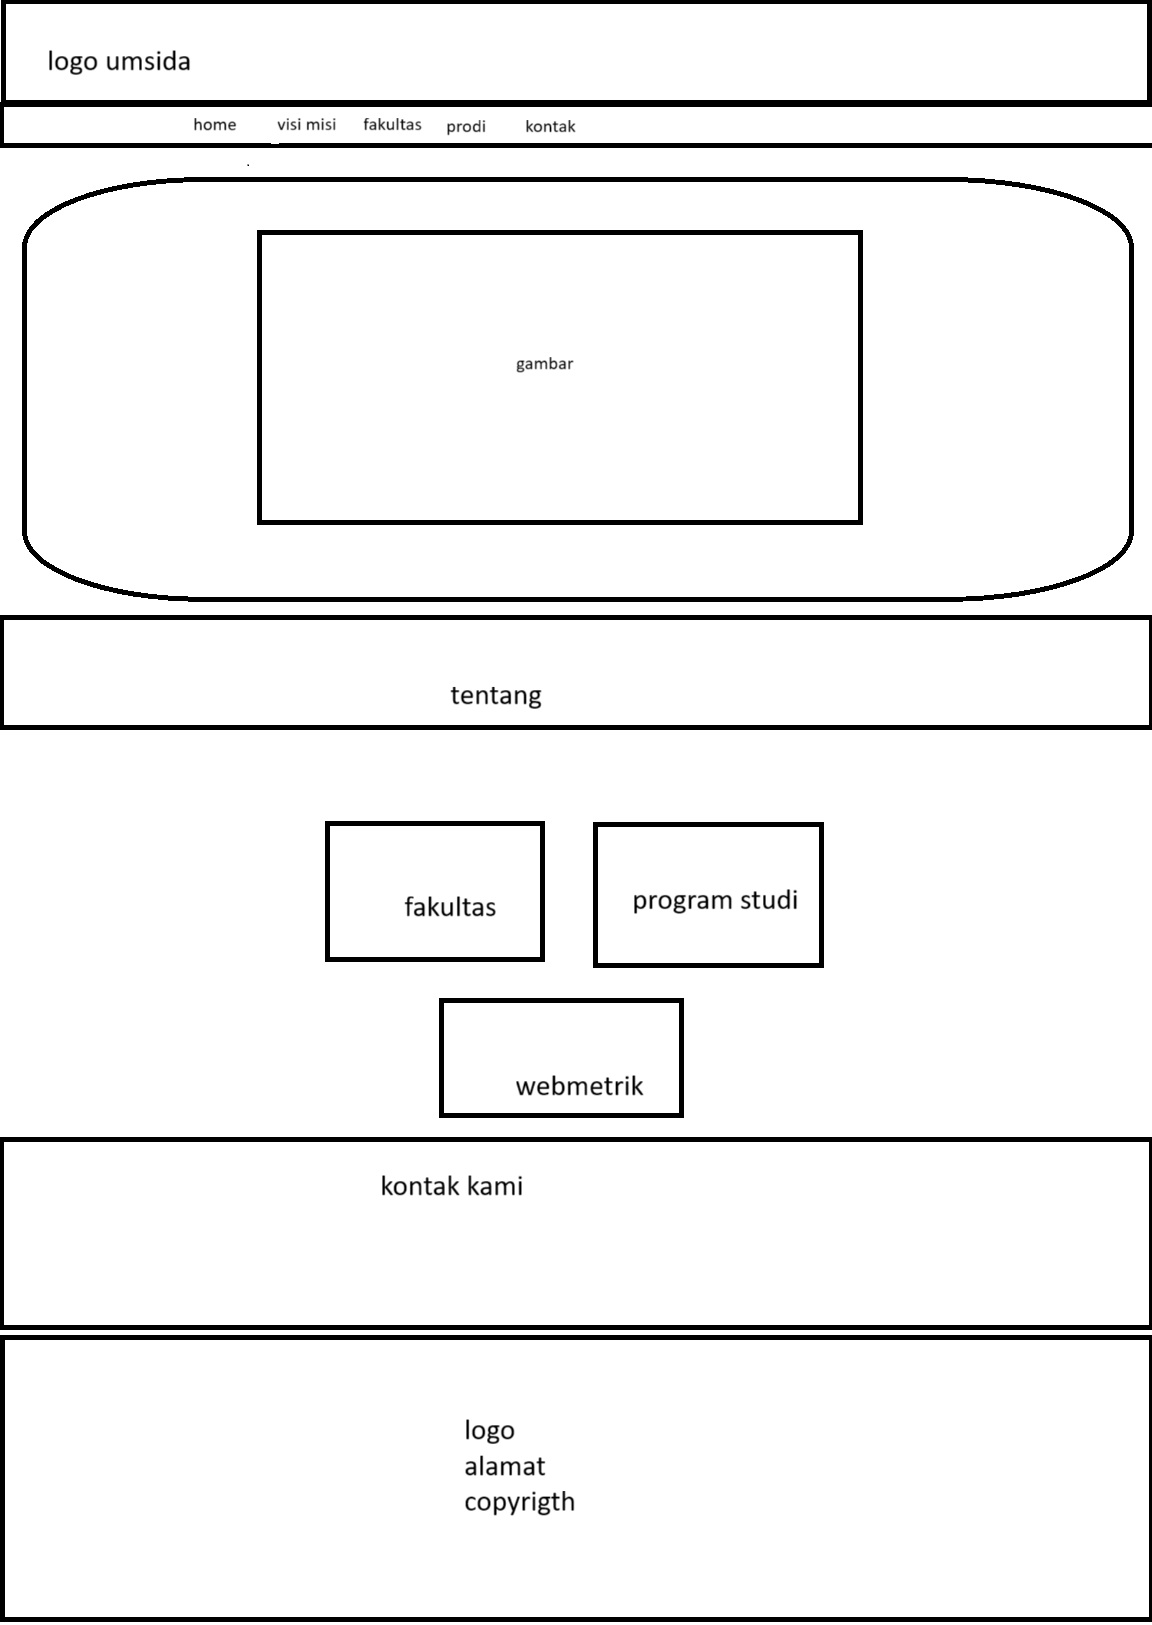 logo umsida
home visi misi fakultas prodi kontak
gambar
tentang
fakultas
program studi
webmetrik
kontak kami
logo
alamat
copyrigth